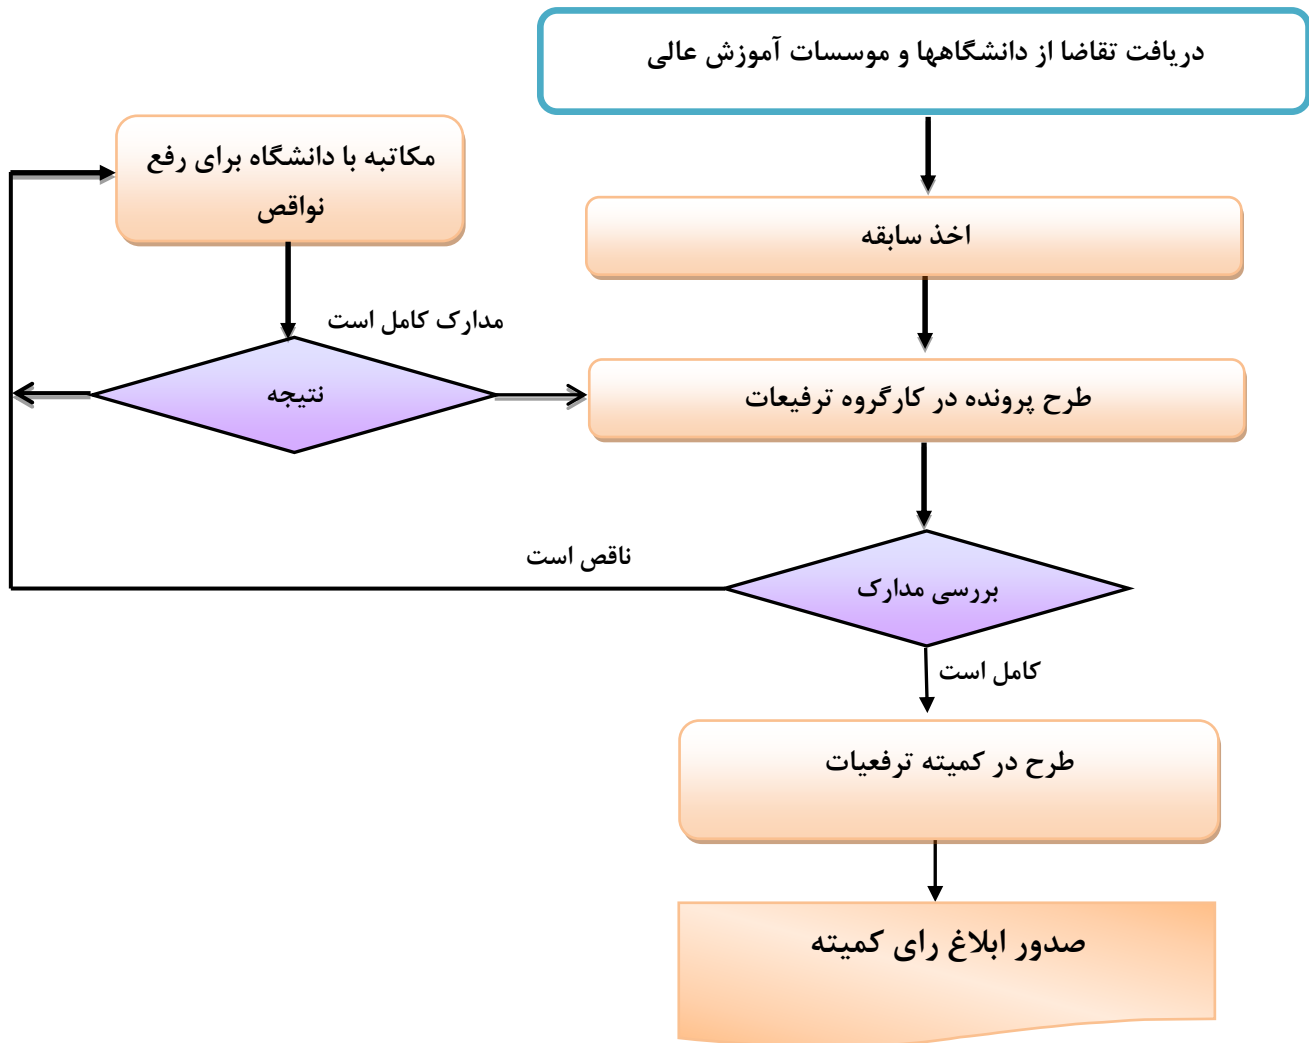 دریافت تقاضا از دانشگاهها و موسسات آموزش عالی
مکاتبه با دانشگاه برای رفع
نواقص
اخذ سابقه
مدارک کامل است
نتیجه
طرح پرونده در کارگروه ترفیعات
ناقص است
بررسی مدارک
کامل است
طرح در کمیته ترفعیات
صدور ابلاغ رای کمیته